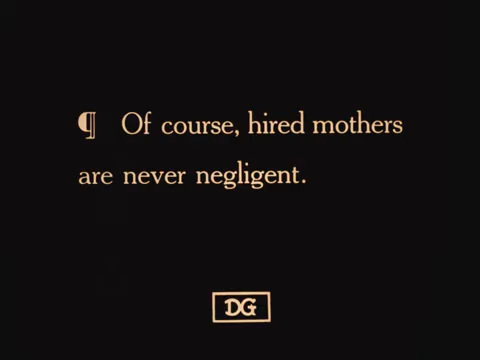 ¶ Of course, hired mothers
are never negligent.
DG